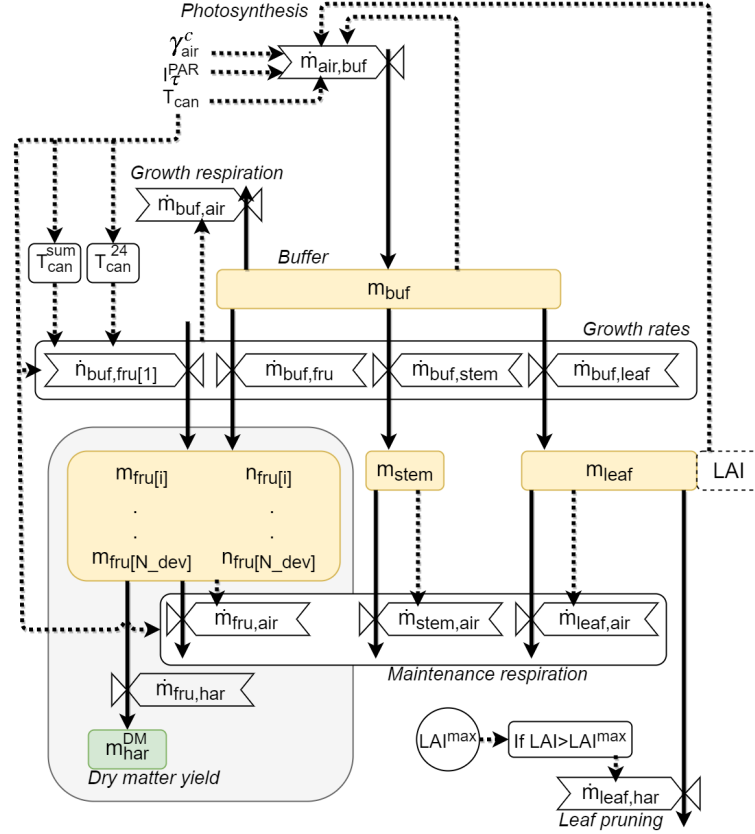 Photosynthesis
γ^c_air
ṁ_air,buf
I^PAR_τ
T_can
Growth respiration
ṁ_buf,air
T^sum_can
T^24_can
Buffer
m_buf
Growth rates
ṅ_buf,fru[1]
ṁ_buf,fru
ṁ_buf,stem
ṁ_buf,leaf
m_fru[i]
n_fru[i]
m_stem
m_leaf
LAI
. .
. .
m_fru[N_dev]
n_fru[N_dev]
ṁ_fru,air
ṁ_stem,air
ṁ_leaf,air
Maintenance respiration
ṁ_fru,har
m^DM_har
Dry matter yield
LAI^max
If LAI>LAI^max
ṁ_leaf,har
Leaf pruning